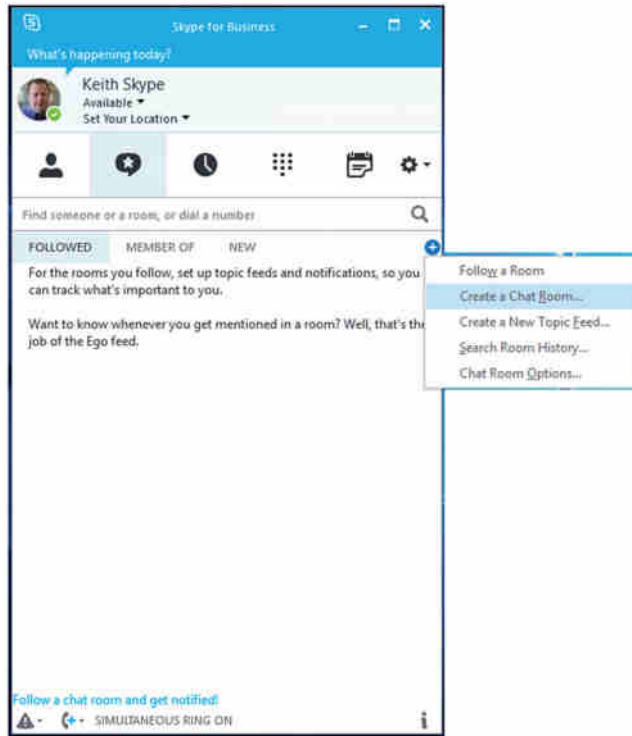 Skype for Business
What's happening today?
Keith Skype
Available
Set Your Location
Find someone or a room, or dial a number
FOLLOWED MEMBER OF NEW
For the rooms you follow, set up topic feeds and notifications, so you
can track what's important to you.
Want to know whenever you get mentioned in a room? Well, that's the
job of the Ego feed.
Follow a Room
Create a Chat Room...
Create a New Topic Feed...
Search Room History...
Chat Room Options...
Follow a chat room and get notified!
SIMULTANEOUS RING ON